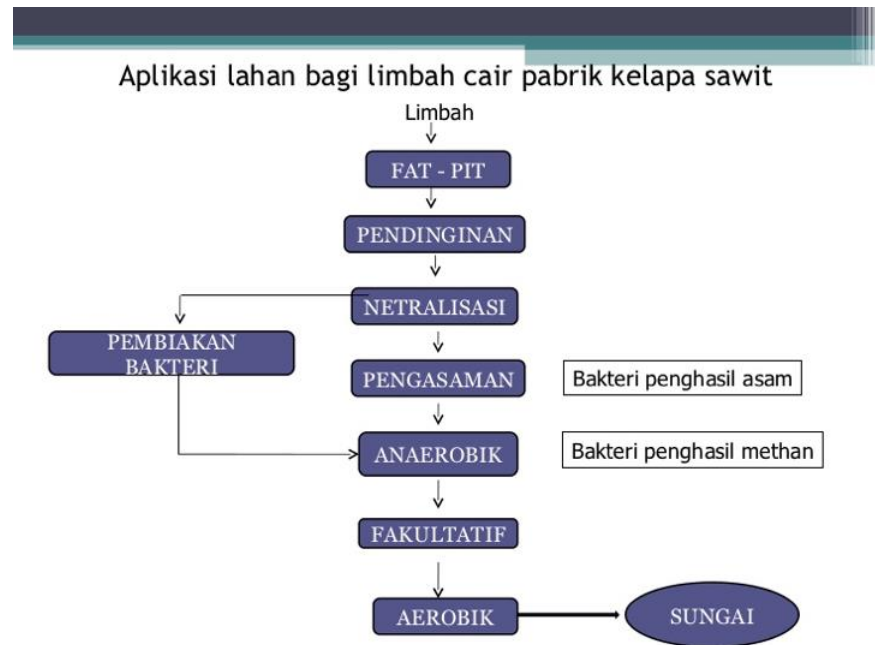 Aplikasi lahan bagi limbah cair pabrik kelapa sawit
Limbah
FAT - PIT
PENDINGINAN
NETRALISASI
PEMBIAKAN
BAKTERI
PENGASAMAN
Bakteri penghasil asam
ANAEROBIK
Bakteri penghasil methan
FAKULTATIF
AEROBIK
SUNGAI